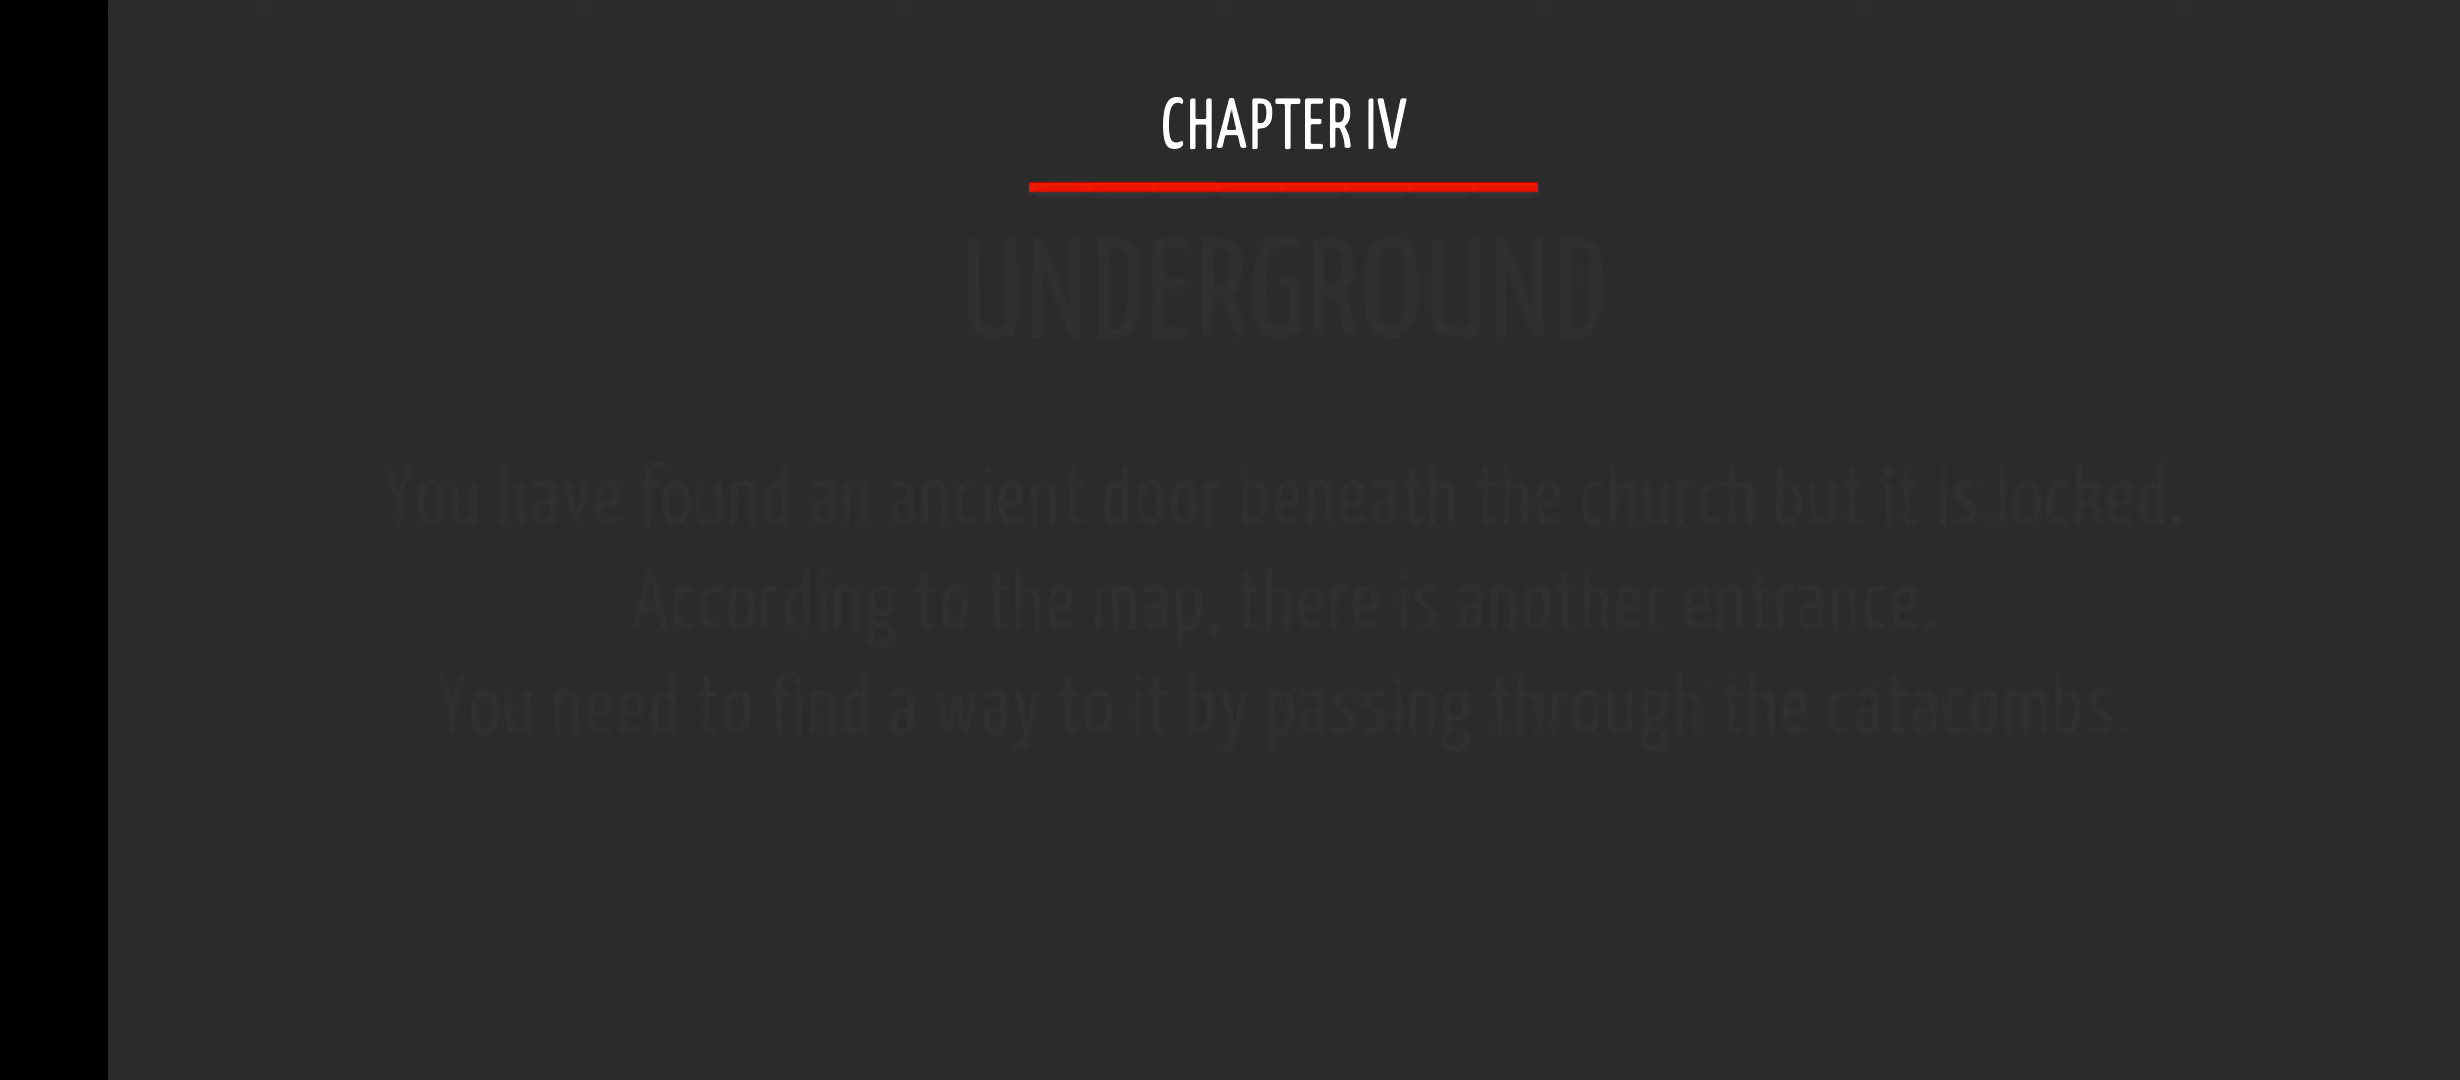 CHAPTER IV
UNDERGROUND
You have found an ancient door beneath the church but it is locked.
According to the map, there is another entrance.
You need to find a way to it by passing through the catacombs.